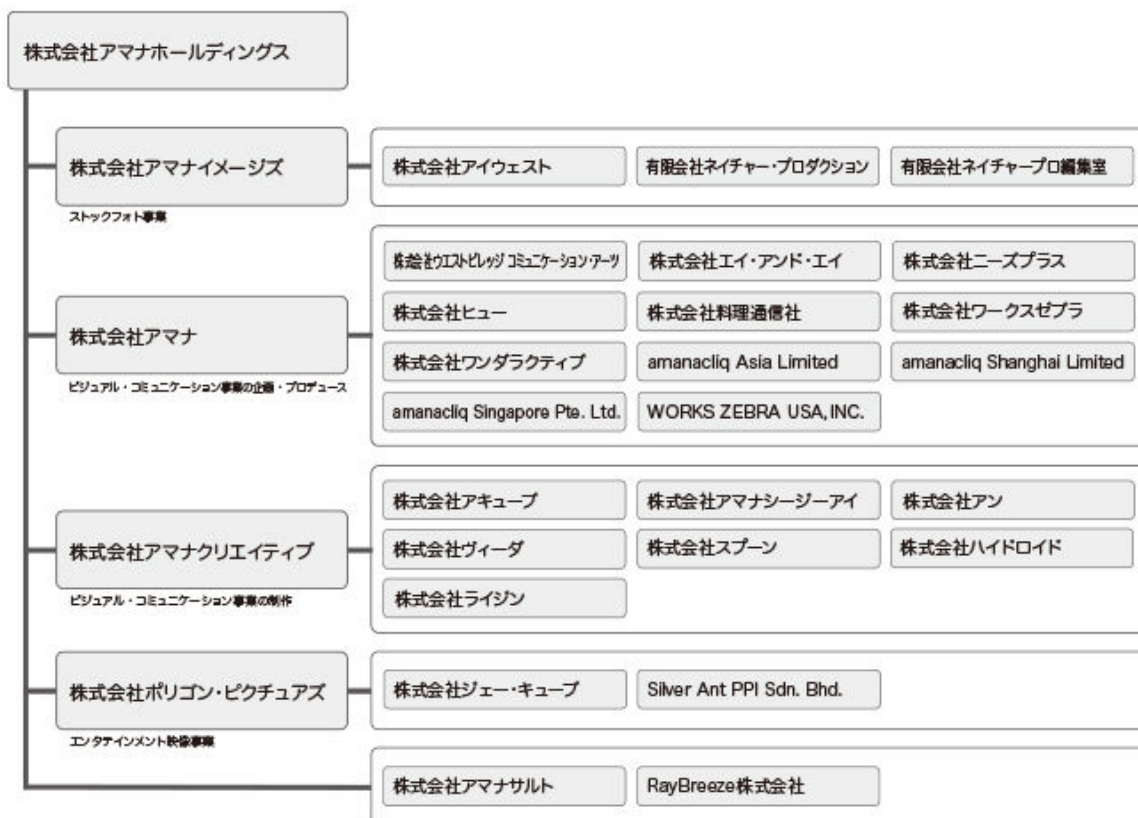 株式会社アマナホールディングス
株式会社アマナイメージズ
ストックフォト事業
株式会社アイウェスト
有限会社ネイチャー・プロダクション
有限会社ネイチャープロ編集室
株式会社アマナ
ビジュアル・コミュニケーション事業の企画・プロデュース
株式会社ウエストビレッジ コミュニケーション・アーツ
株式会社エイ・アンド・エイ
株式会社ニーズプラス
株式会社ヒュー
株式会社料理通信社
株式会社ワークスゼブラ
株式会社ワンダラクティブ
amanacliq Asia Limited
amanacliq Shanghai Limited
amanacliq Singapore Pte. Ltd.
WORKS ZEBRA USA, INC.
株式会社アマナクリエイティブ
ビジュアル・コミュニケーション事業の制作
株式会社アキューブ
株式会社アマナシージーアイ
株式会社アン
株式会社ヴィーダ
株式会社スプーン
株式会社ハイドロイド
株式会社ライジン
株式会社ポリゴン・ピクチュアズ
エンタテインメント映像事業
株式会社ジェー・キューブ
Silver Ant PPI Sdn. Bhd.
株式会社アマナサルト
RayBreeze株式会社